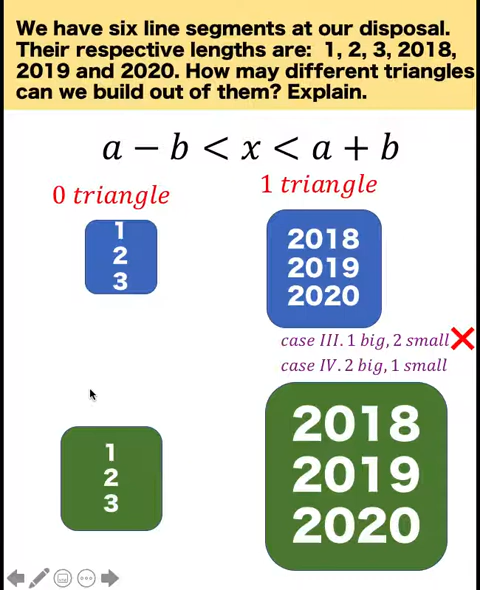 We have six line segments at our disposal.
Their respective lengths are: 1, 2, 3, 2018,
2019 and 2020. How may different triangles
can we build out of them? Explain.
a − b < x < a + b
0 triangle
1 triangle
1
2
3
2018
2019
2020
case III. 1 big, 2 small
case IV. 2 big, 1 small
1
2
3
2018
2019
2020